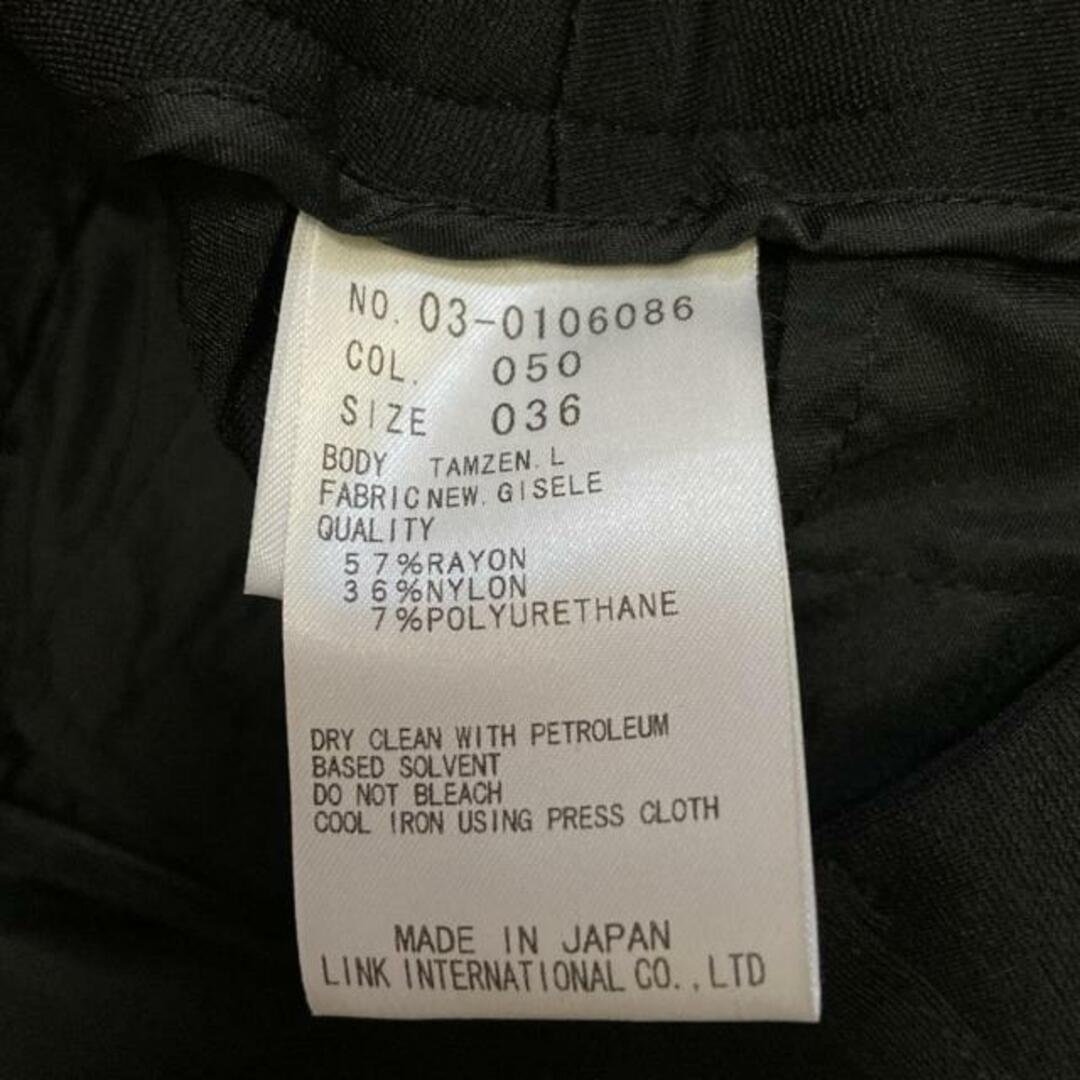 NO. 03-0106086
COL. 050
SIZE 036
BODY TAMZEN. L
FABRIC NEW. GISELE
QUALITY
57%RAYON
36%NYLON
7%POLYURETHANE
DRY CLEAN WITH PETROLEUM
BASED SOLVENT
DO NOT BLEACH
COOL IRON USING PRESS CLOTH
MADE IN JAPAN
LINK INTERNATIONAL CO., LTD